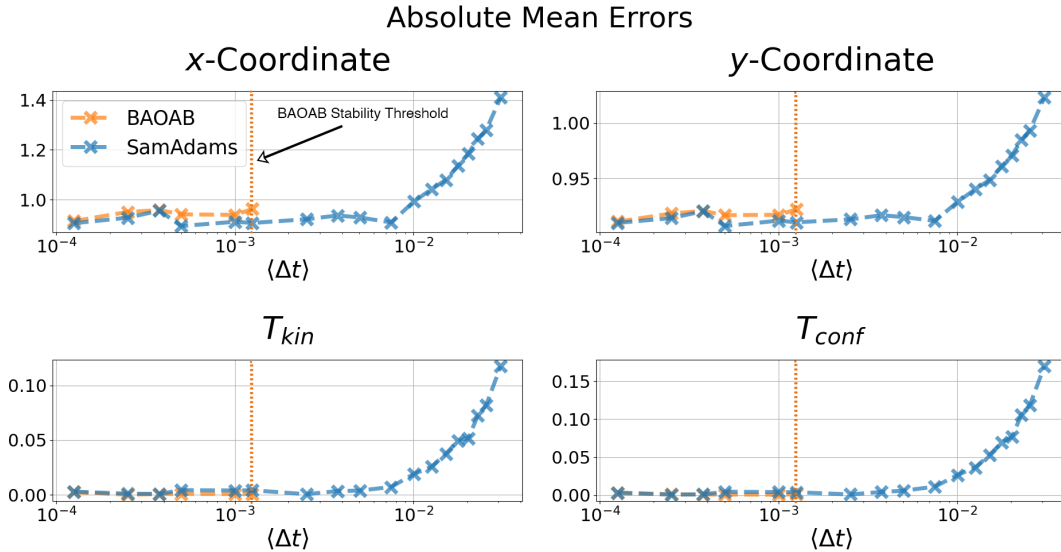 Absolute Mean Errors
x-Coordinate
1.4
1.2
1.0
BAOAB
SamAdams
BAOAB Stability Threshold
10⁻⁴
10⁻³
10⁻²
⟨Δt⟩
y-Coordinate
1.00
0.95
10⁻⁴
10⁻³
10⁻²
⟨Δt⟩
T_kin
0.10
0.05
0.00
10⁻⁴
10⁻³
10⁻²
⟨Δt⟩
T_conf
0.15
0.10
0.05
0.00
10⁻⁴
10⁻³
10⁻²
⟨Δt⟩